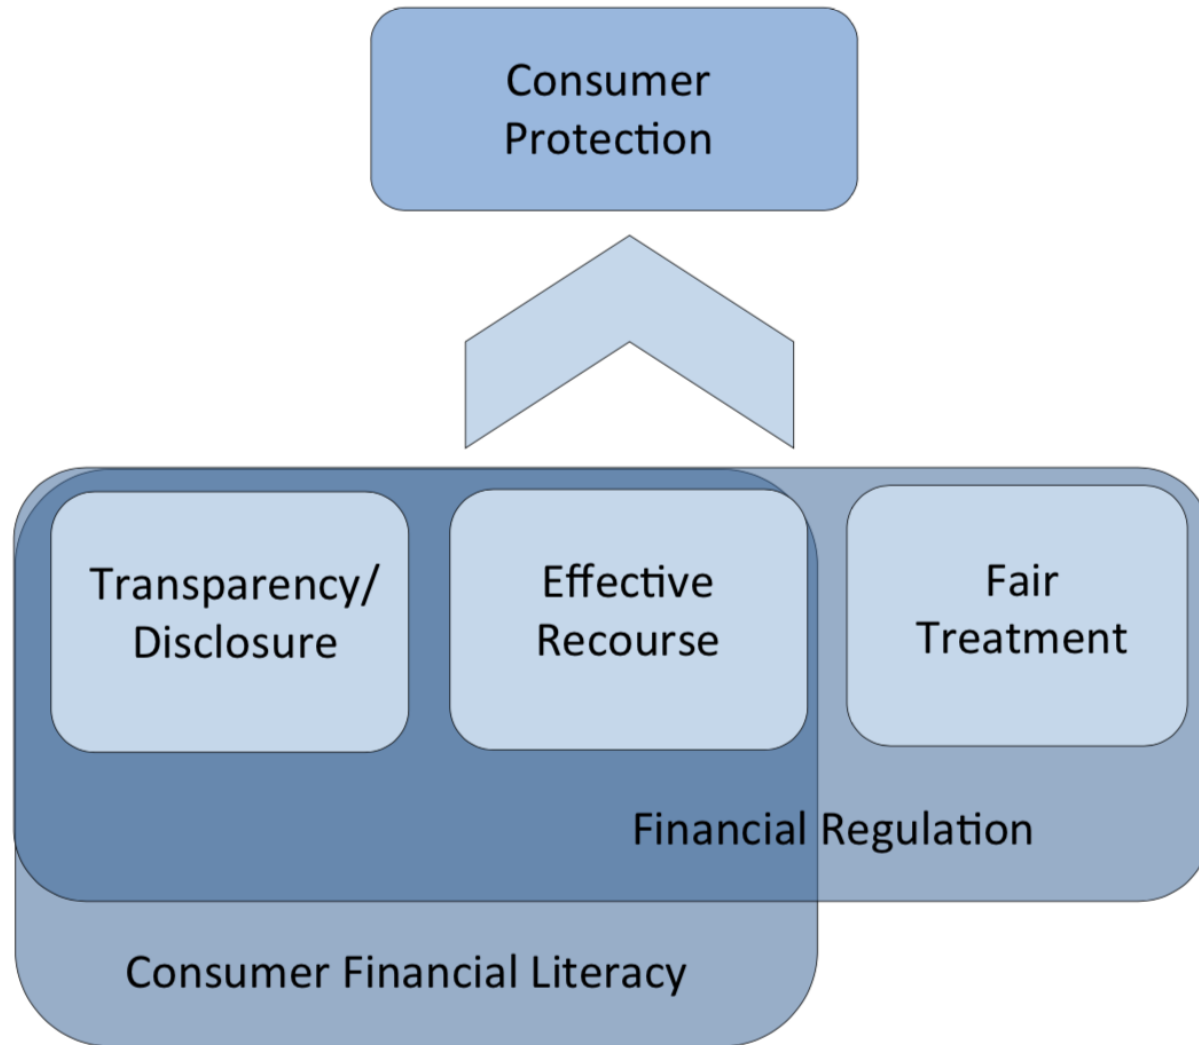 Consumer
Protection
Transparency/
Disclosure
Effective
Recourse
Fair
Treatment
Financial Regulation
Consumer Financial Literacy